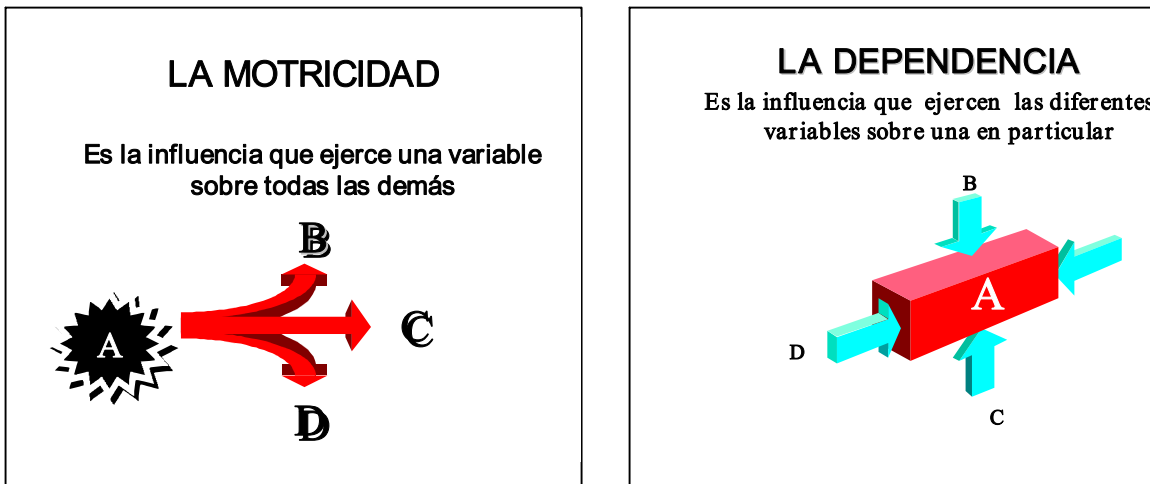 LA MOTRICIDAD
Es la influencia que ejerce una variable
sobre todas las demás
B
A
C
D
LA DEPENDENCIA
Es la influencia que ejercen las diferentes
variables sobre una en particular
B
A
D
C